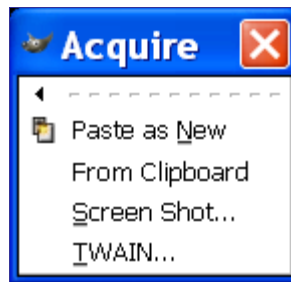 Acquire
Paste as New
From Clipboard
Screen Shot...
TWAIN...